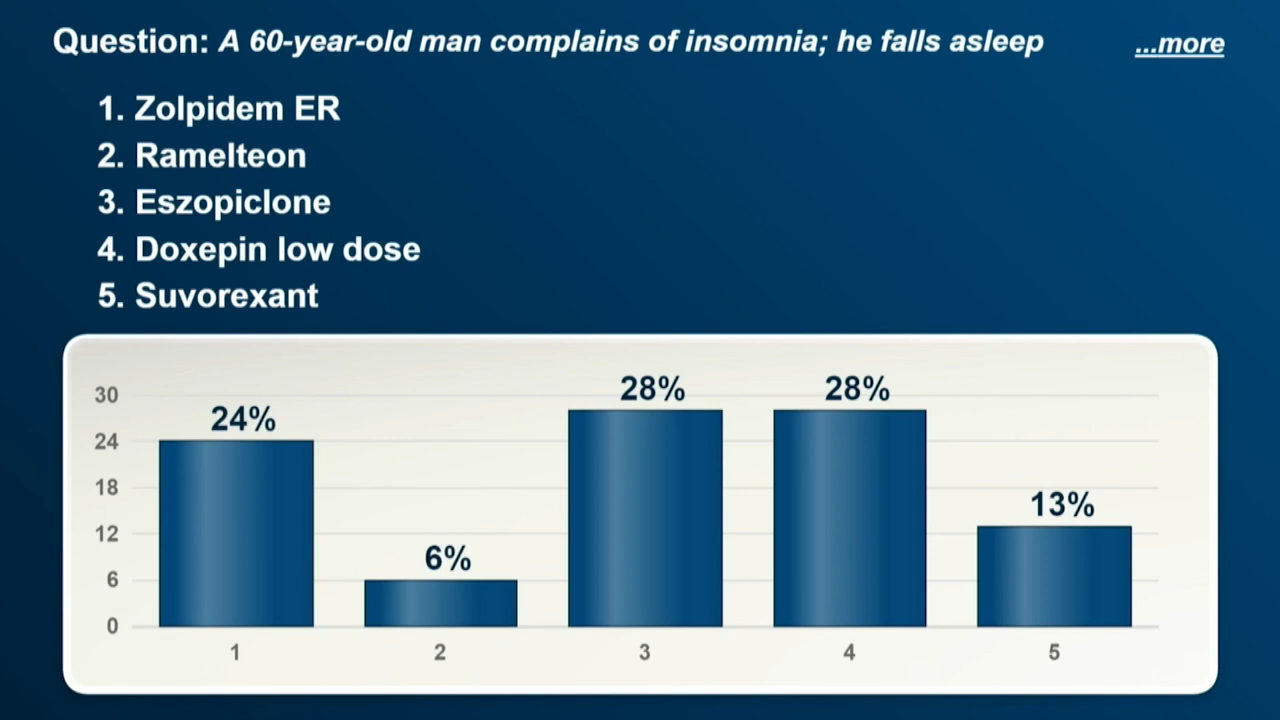 Question: A 60-year-old man complains of insomnia; he falls asleep ...more
1. Zolpidem ER
2. Ramelteon
3. Eszopiclone
4. Doxepin low dose
5. Suvorexant
30
24
18
12
6
0
24%
6%
28%
28%
13%
1 2 3 4 5